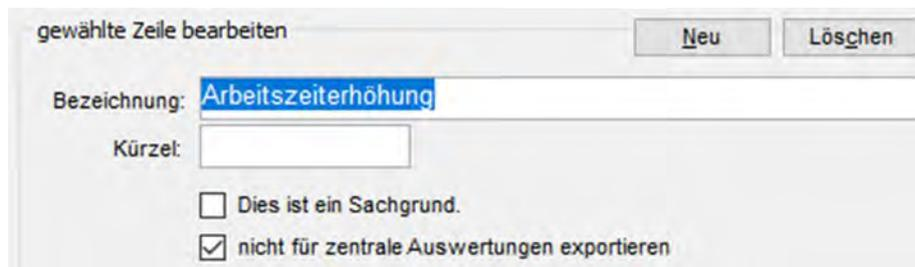 gewählte Zeile bearbeiten Neu Löschen
Bezeichnung: Arbeitszeiterhöhung
Kürzel:
Dies ist ein Sachgrund.
nicht für zentrale Auswertungen exportieren